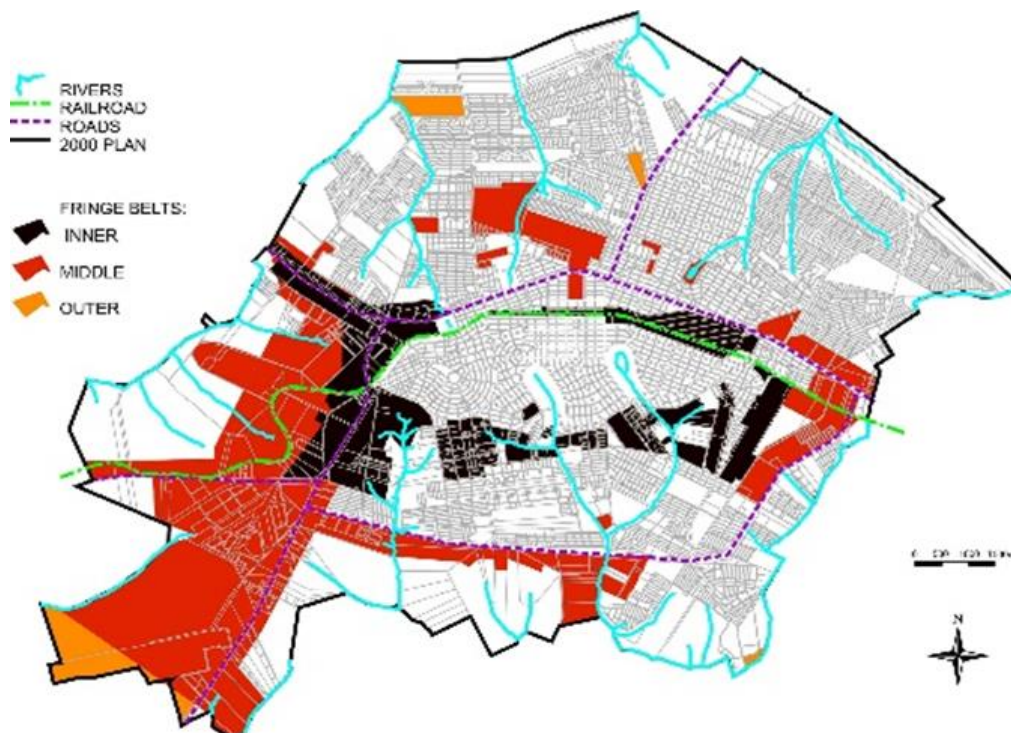 RIVERS
RAILROAD
ROADS
2000 PLAN
FRINGE BELTS:
INNER
MIDDLE
OUTER
N